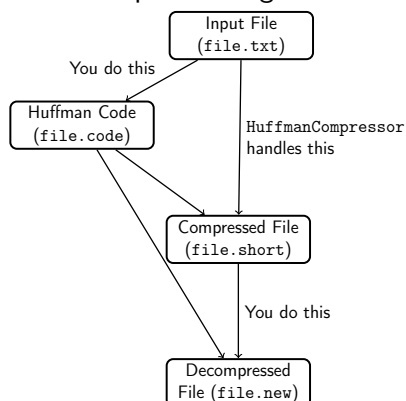 Input File
(file.txt)
You do this
Huffman Code
(file.code)
HuffmanCompressor
handles this
Compressed File
(file.short)
You do this
Decompressed
File (file.new)